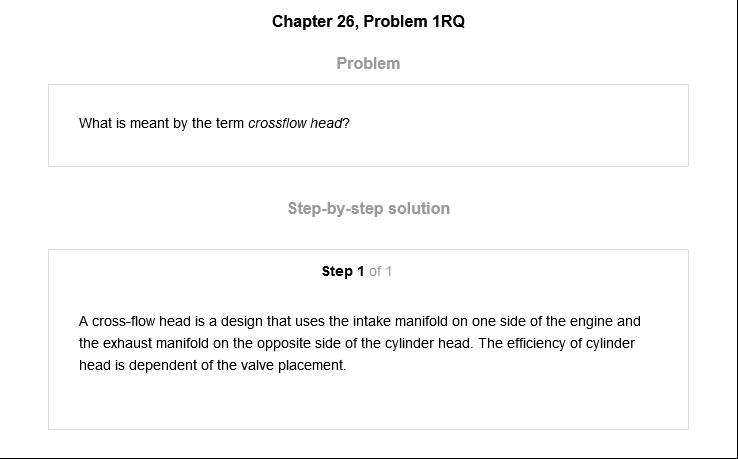 Chapter 26, Problem 1RQ
Problem
What is meant by the term crossflow head?
Step-by-step solution
Step 1 of 1
A cross-flow head is a design that uses the intake manifold on one side of the engine and
the exhaust manifold on the opposite side of the cylinder head. The efficiency of cylinder
head is dependent of the valve placement.